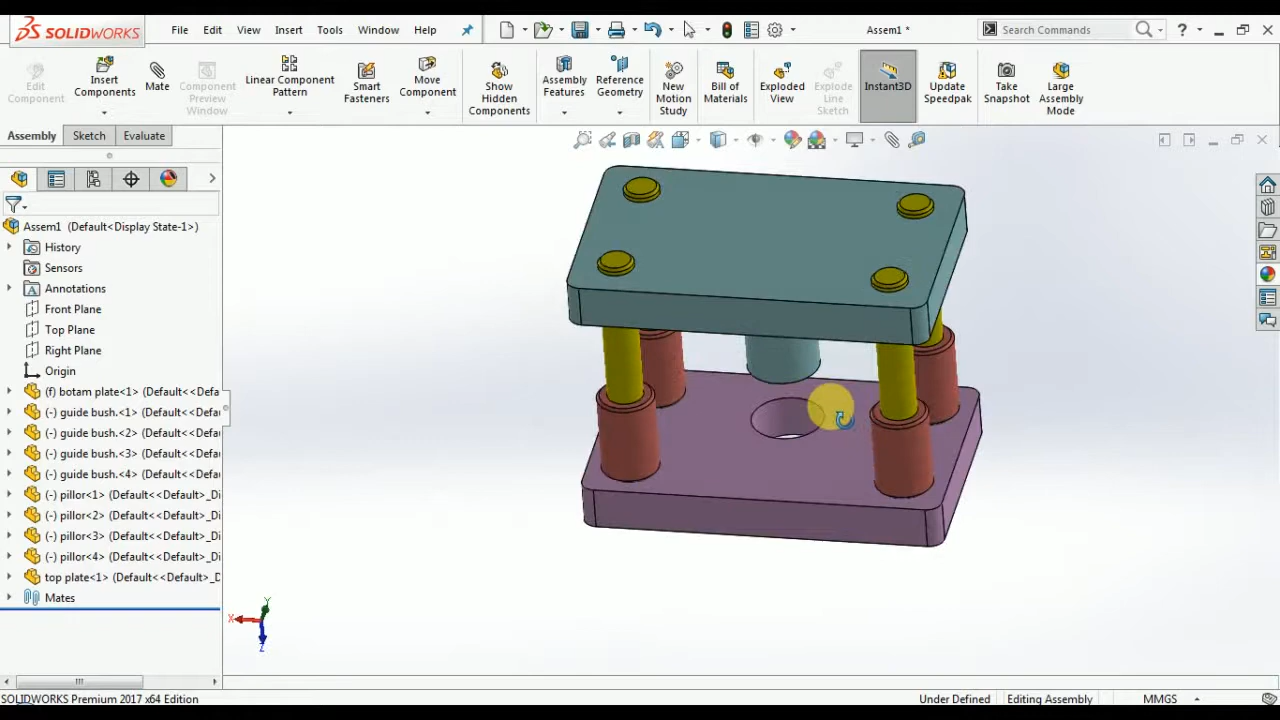 SOLIDWORKS File Edit View Insert Tools Window Help Assem1 * Search Commands ?
Edit Component
Insert Components
Mate
Component Preview Window
Linear Component Pattern
Smart Fasteners
Move Component
Show Hidden Components
Assembly Features
Reference Geometry
New Motion Study
Bill of Materials
Exploded View
Explode Line Sketch
Instant3D
Update Speedpak
Take Snapshot
Large Assembly Mode
Assembly Sketch Evaluate
Assem1 (Default<Display State-1>)
History
Sensors
Annotations
Front Plane
Top Plane
Right Plane
Origin
(f) botam plate<1> (Default<<Defa
(-) guide bush.<1> (Default<<Defa
(-) guide bush.<2> (Default<<Defa
(-) guide bush.<3> (Default<<Defa
(-) guide bush.<4> (Default<<Defa
(-) pillor<1> (Default<<Default>_Di
(-) pillor<2> (Default<<Default>_Di
(-) pillor<3> (Default<<Default>_Di
(-) pillor<4> (Default<<Default>_Di
top plate<1> (Default<<Default>_D
Mates
Y
X
Z
SOLIDWORKS Premium 2017 x64 Edition Under Defined Editing Assembly MMGS